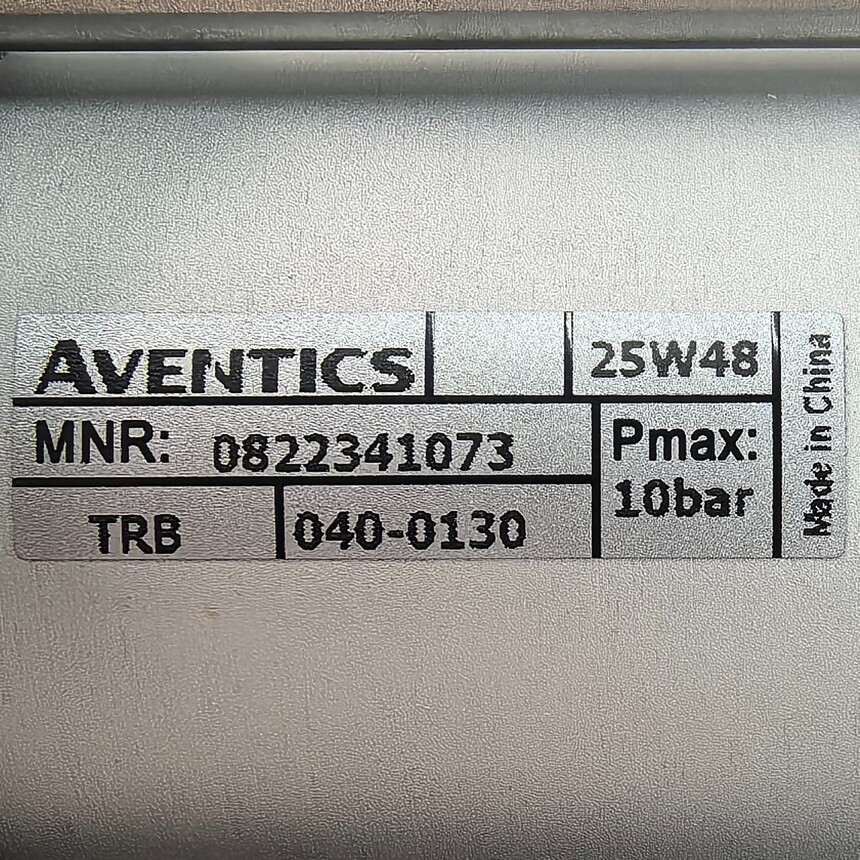 AVENTICS
25W48
MNR: 0822341073
Pmax:
10bar
TRB
040-0130
Made in China